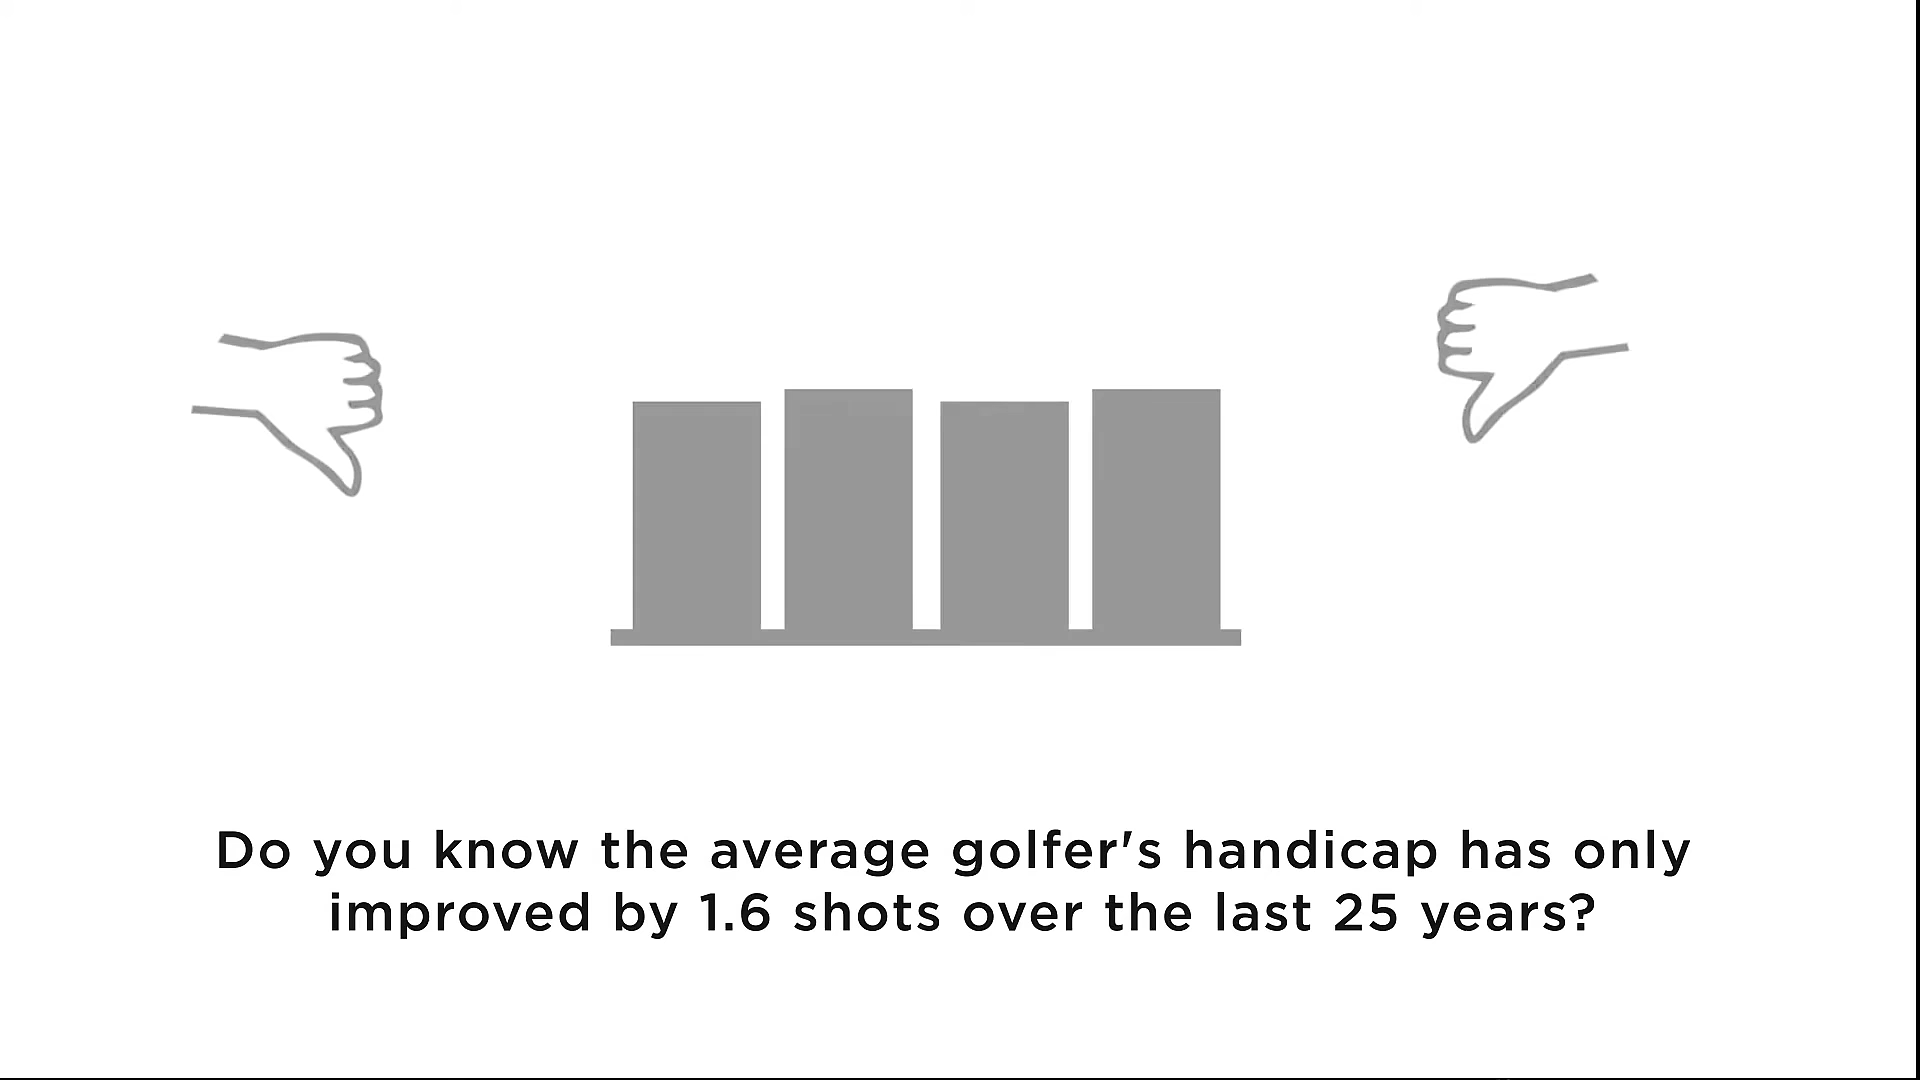 Do you know the average golfer's handicap has only
improved by 1.6 shots over the last 25 years?